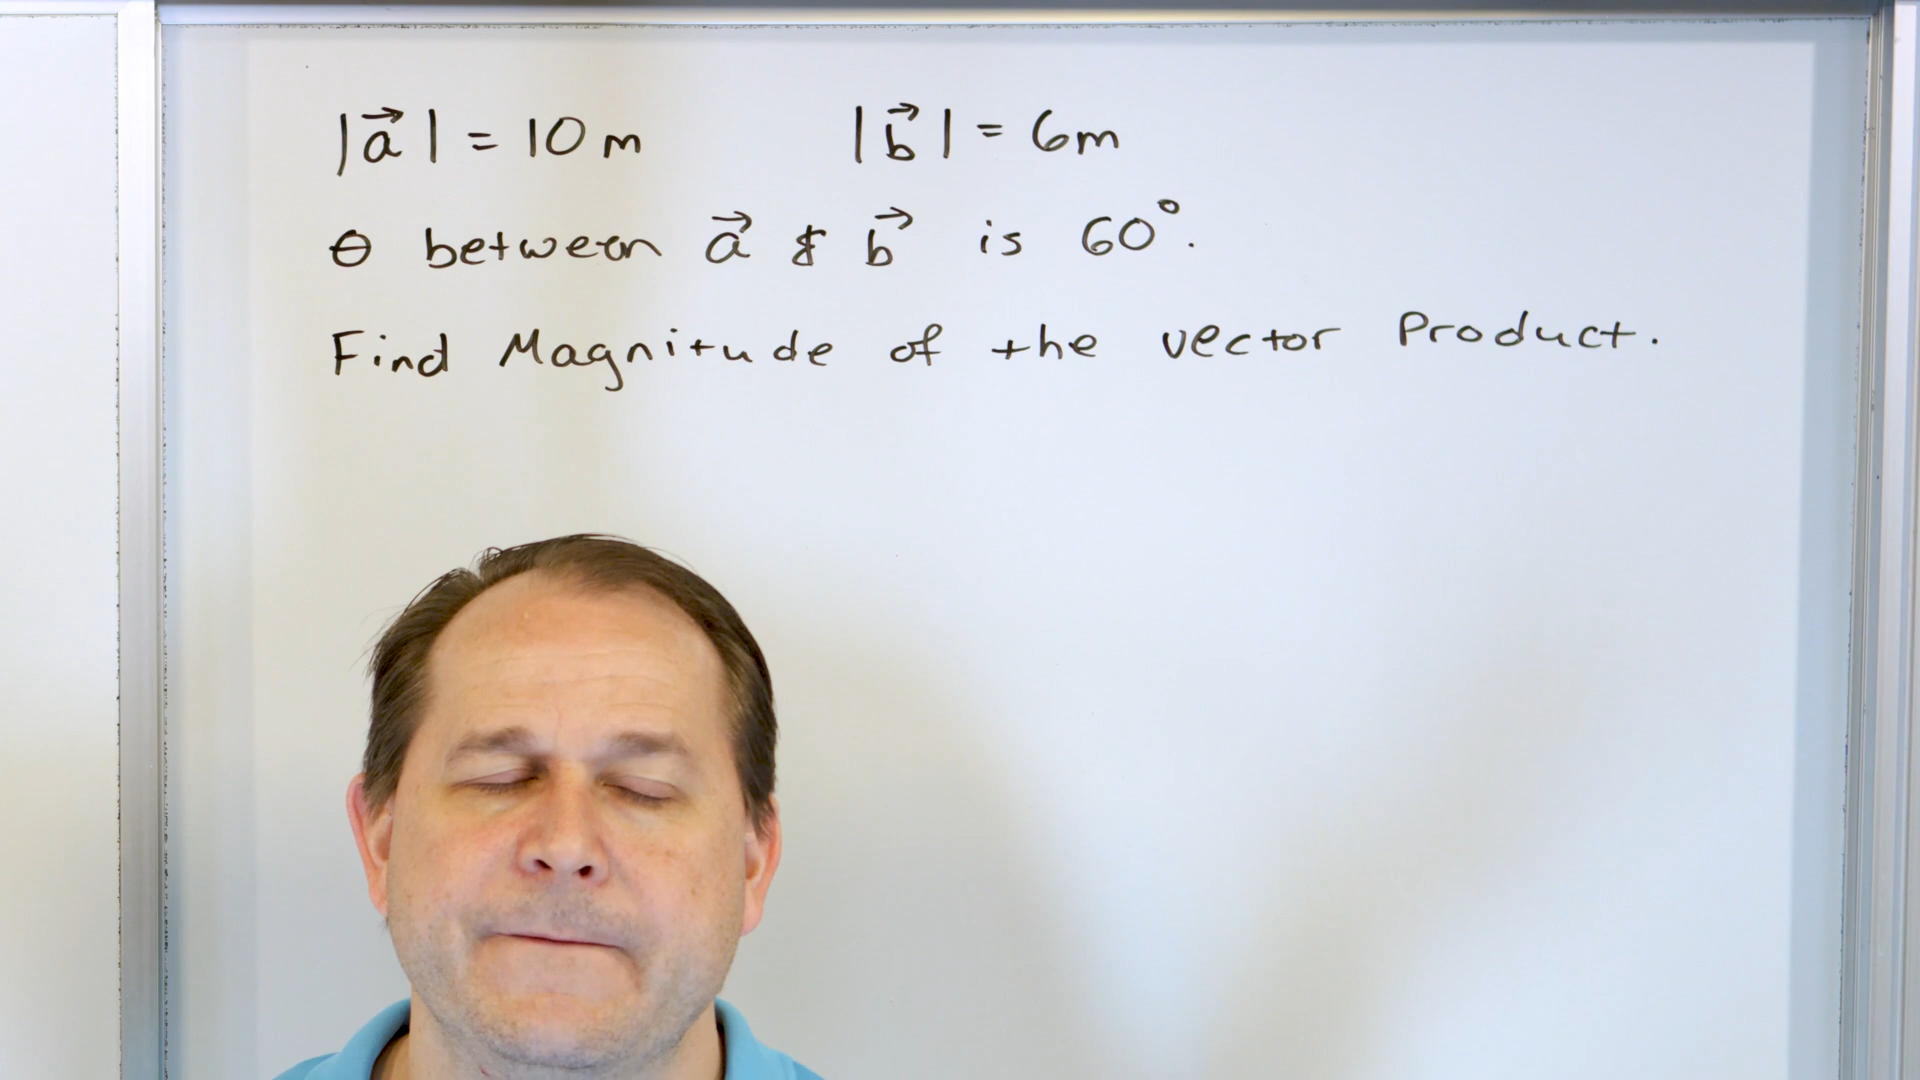 |a⃗| = 10 m |b⃗| = 6m
θ between a⃗ & b⃗ is 60°.
Find Magnitude of the vector Product.